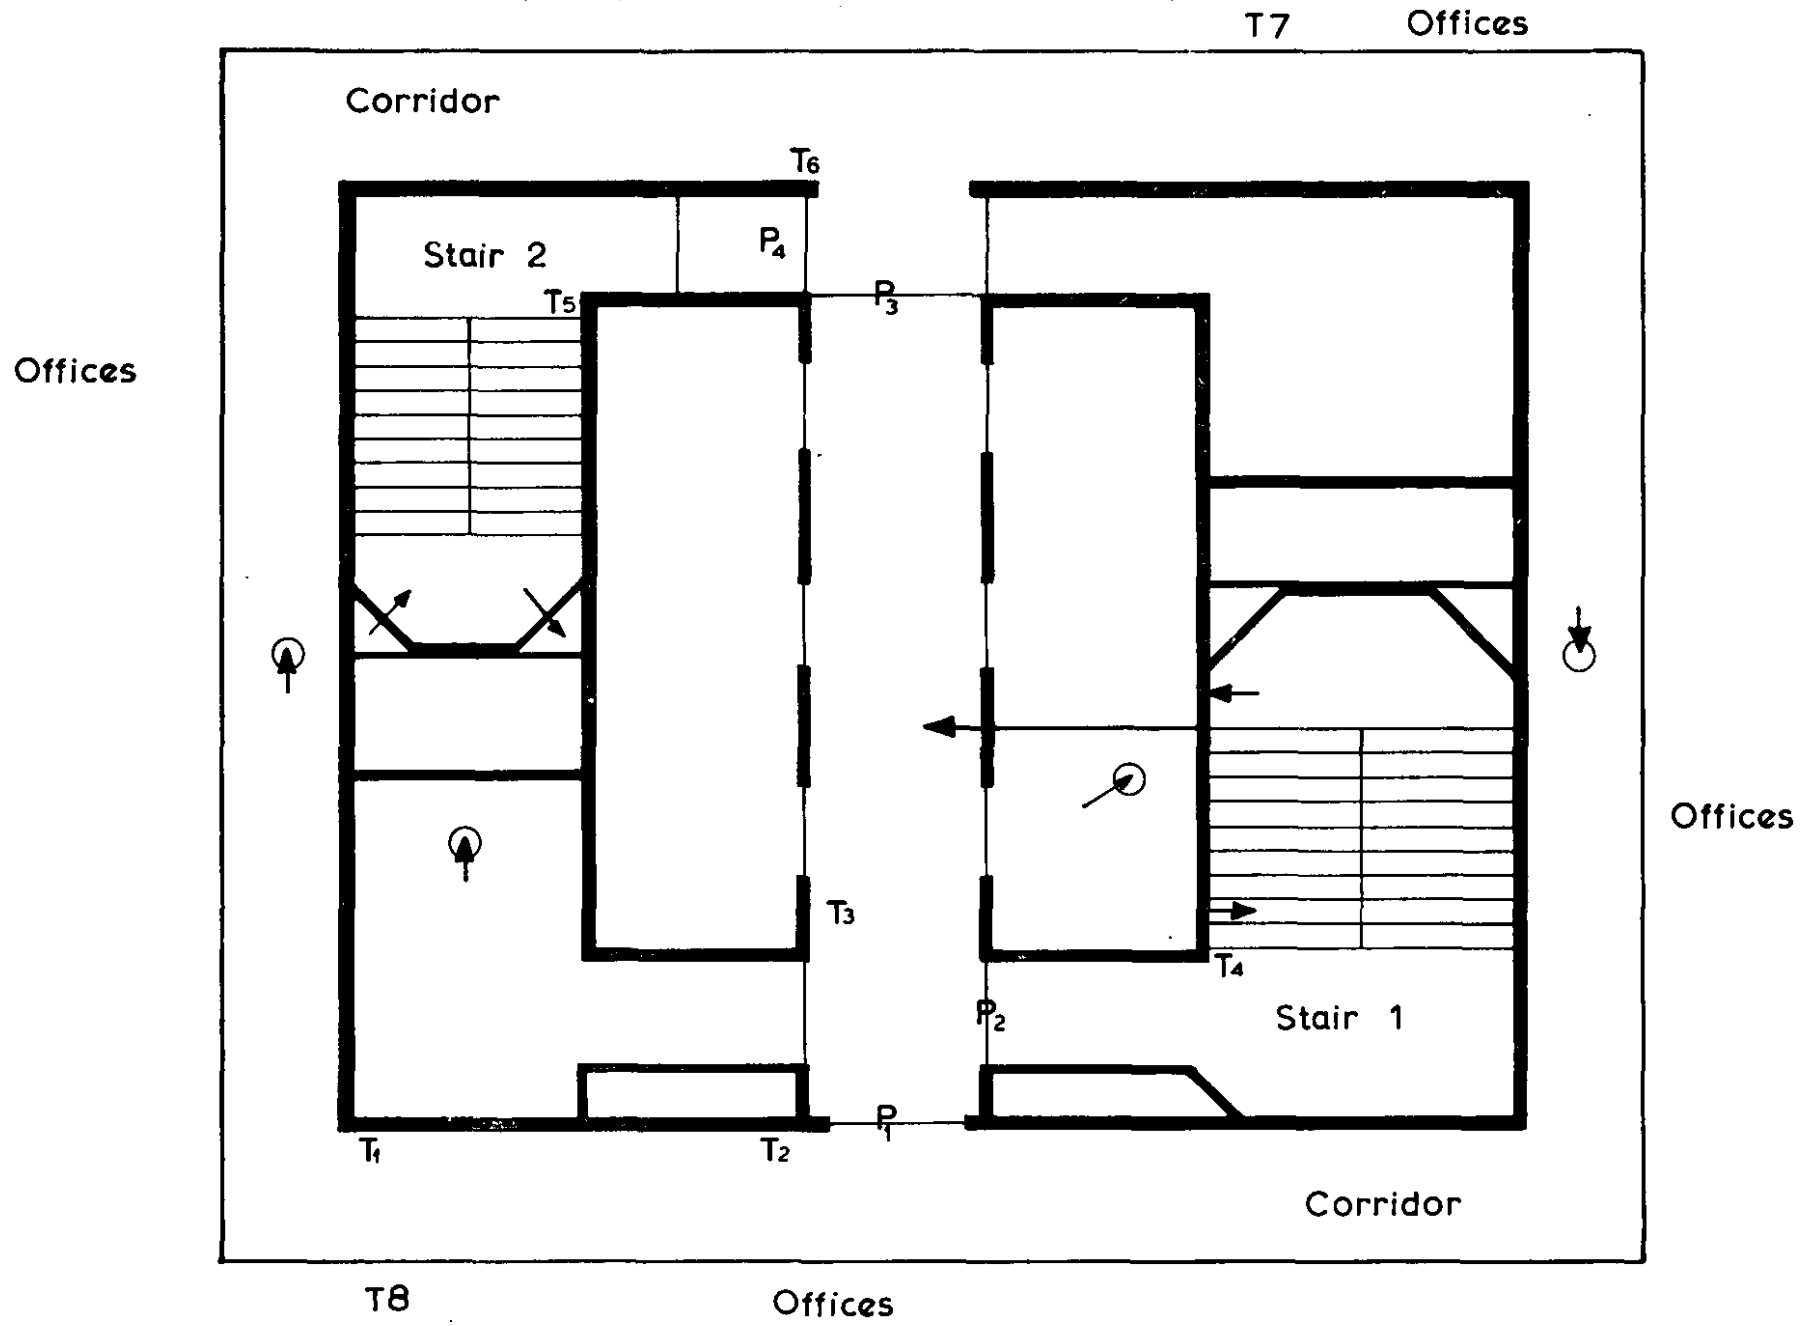 T7 Offices
Corridor
T6
Stair 2
P4
T5
P3
Offices
Offices
T3
T4
P2
Stair 1
P1
T1
T2
Corridor
T8
Offices